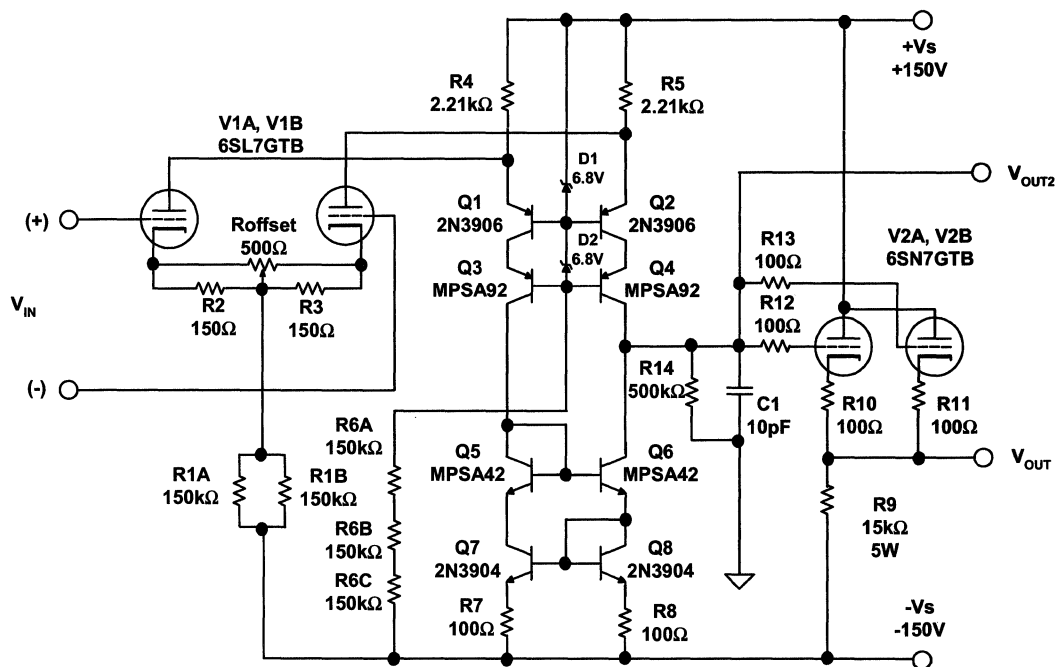 +Vs
+150V
R4
2.21kΩ
R5
2.21kΩ
V1A, V1B
6SL7GTB
D1
6.8V
VOUT2
(+)
Q1
2N3906
Q2
2N3906
Roffset
500Ω
R13
100Ω
V2A, V2B
6SN7GTB
D2
6.8V
Q3
MPSA92
Q4
MPSA92
R12
100Ω
VIN
R2
150Ω
R3
150Ω
R14
500kΩ
(-)
C1
10pF
R10
100Ω
R11
100Ω
R6A
150kΩ
Q5
MPSA42
Q6
MPSA42
VOUT
R1A
150kΩ
R1B
150kΩ
R9
15kΩ
5W
R6B
150kΩ
Q7
2N3904
Q8
2N3904
R6C
150kΩ
R7
100Ω
R8
100Ω
-Vs
-150V